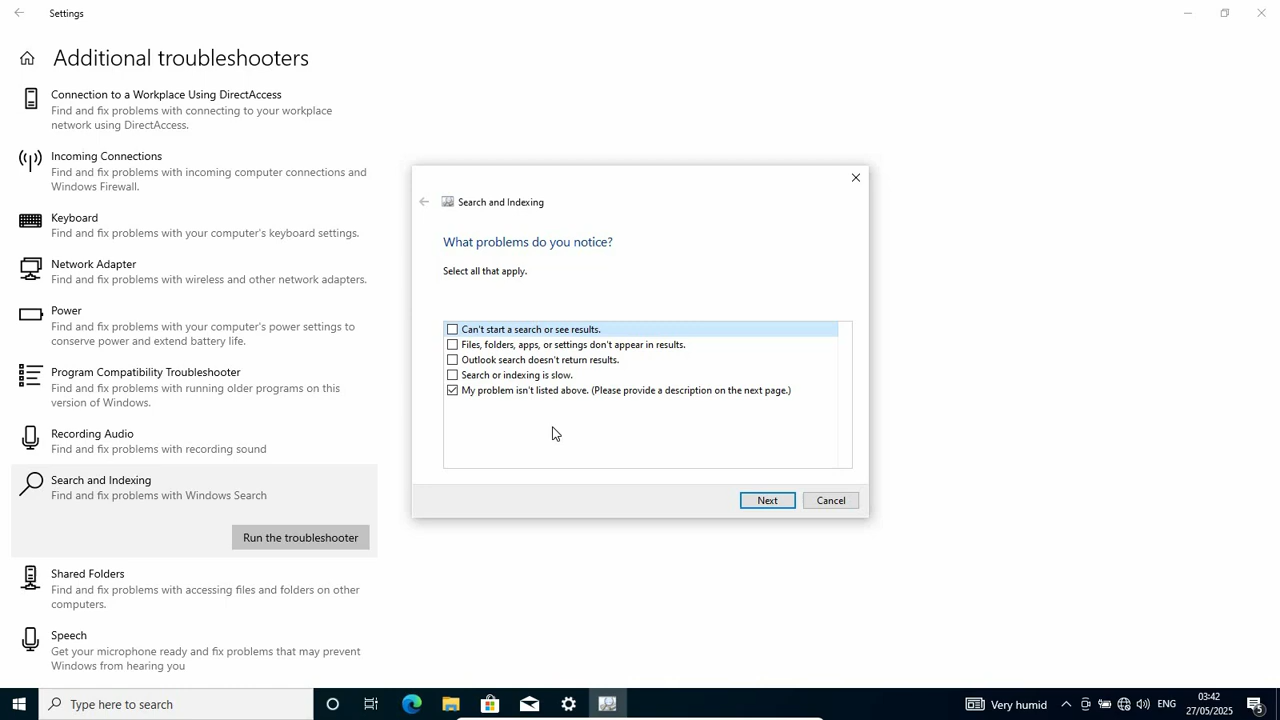 Settings
Additional troubleshooters
Connection to a Workplace Using DirectAccess
Find and fix problems with connecting to your workplace
network using DirectAccess.
Incoming Connections
Find and fix problems with incoming computer connections and
Windows Firewall.
Keyboard
Find and fix problems with your computer's keyboard settings.
Network Adapter
Find and fix problems with wireless and other network adapters.
Power
Find and fix problems with your computer's power settings to
conserve power and extend battery life.
Program Compatibility Troubleshooter
Find and fix problems with running older programs on this
version of Windows.
Recording Audio
Find and fix problems with recording sound
Search and Indexing
Find and fix problems with Windows Search
Run the troubleshooter
Shared Folders
Find and fix problems with accessing files and folders on other
computers.
Speech
Get your microphone ready and fix problems that may prevent
Windows from hearing you
Search and Indexing
What problems do you notice?
Select all that apply.
Can't start a search or see results.
Files, folders, apps, or settings don't appear in results.
Outlook search doesn't return results.
Search or indexing is slow.
My problem isn't listed above. (Please provide a description on the next page.)
Next
Cancel
Type here to search
Very humid
ENG
03:42
27/05/2025
5